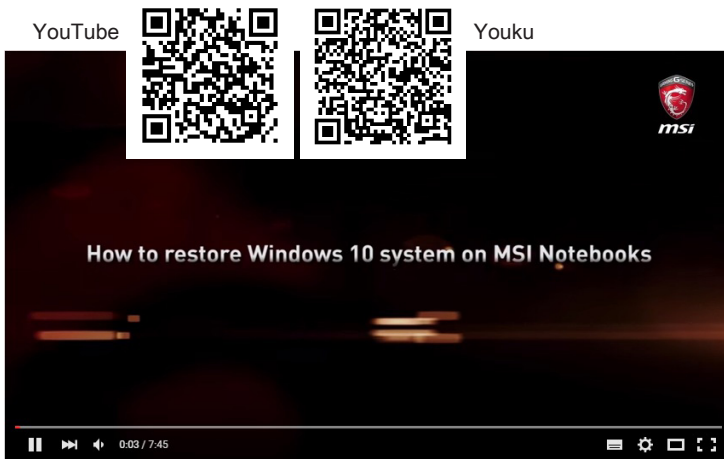 YouTube
Youku
msi
How to restore Windows 10 system on MSI Notebooks
0:03 / 7:45